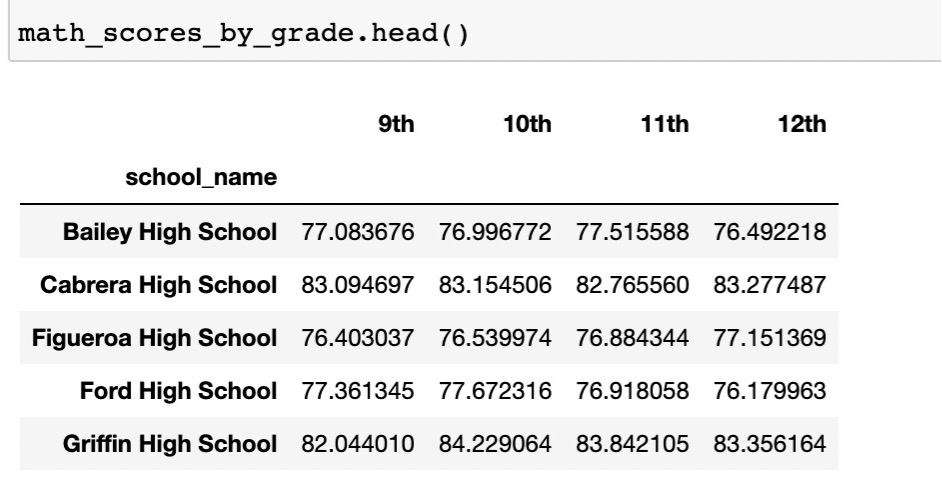 math_scores_by_grade.head()
9th 10th 11th 12th
school_name
Bailey High School 77.083676 76.996772 77.515588 76.492218
Cabrera High School 83.094697 83.154506 82.765560 83.277487
Figueroa High School 76.403037 76.539974 76.884344 77.151369
Ford High School 77.361345 77.672316 76.918058 76.179963
Griffin High School 82.044010 84.229064 83.842105 83.356164